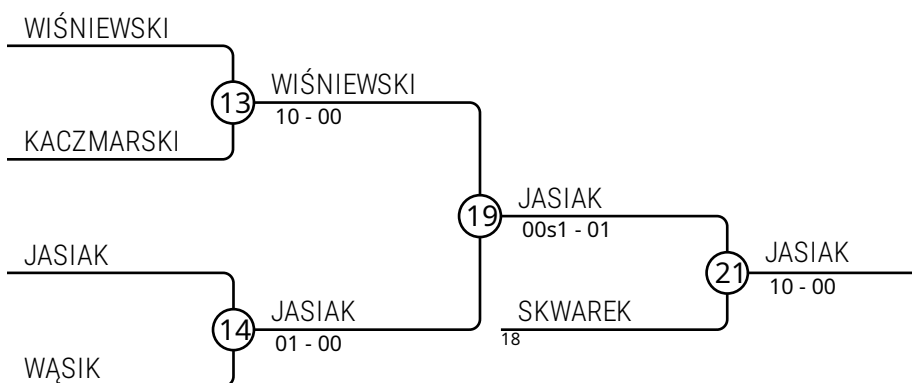 WIŚNIEWSKI
13
WIŚNIEWSKI
10 - 00
KACZMARSKI
19
JASIAK
00s1 - 01
JASIAK
14
JASIAK
01 - 00
WĄSIK
21
JASIAK
10 - 00
SKWAREK
18